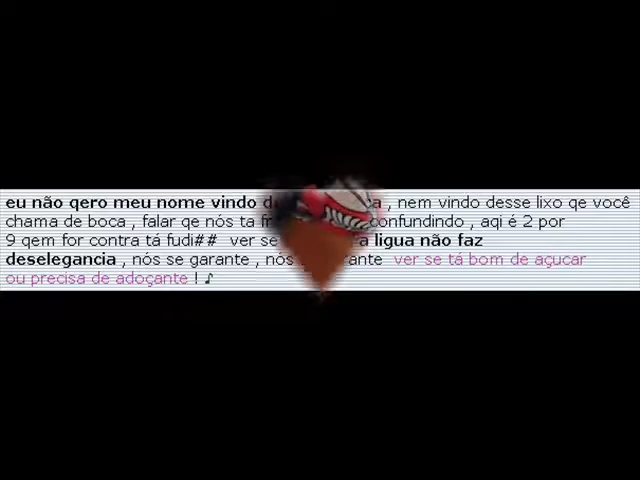 eu não qero meu nome vindo d , nem vindo desse lixo qe você
chama de boca , falar qe nós ta confundindo , aqi é 2 por
9 qem for contra tá fudi## ver se a ligua não faz
deselegancia , nós se garante , nós ver se tá bom de açucar
ou precisa de adoçante ! ♪